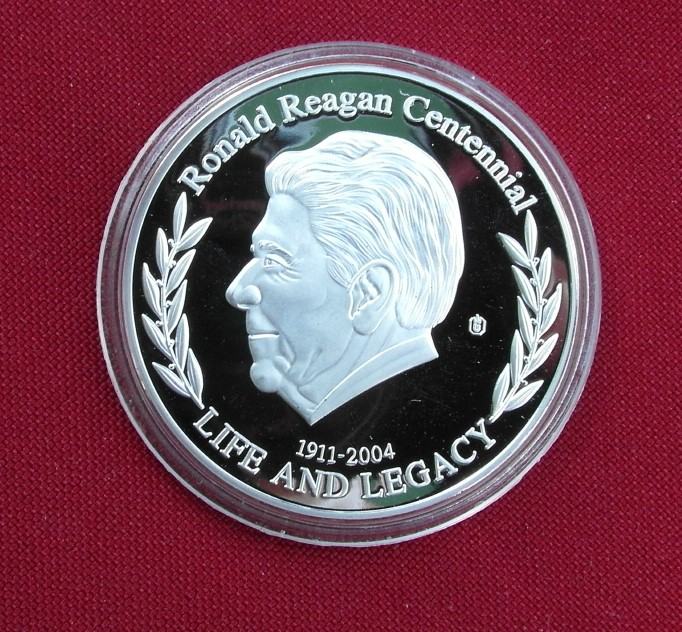 Ronald Reagan Centennial
1911-2004
LIFE AND LEGACY